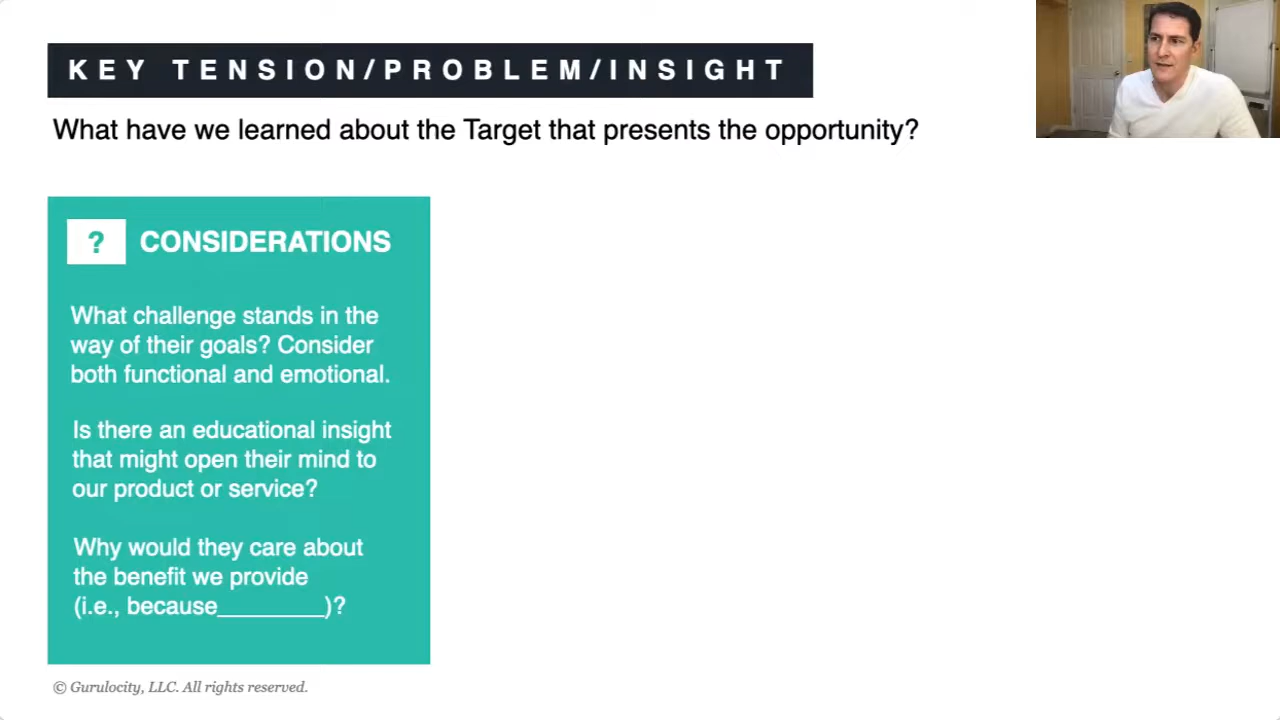 KEY TENSION/PROBLEM/INSIGHT
What have we learned about the Target that presents the opportunity?
? CONSIDERATIONS
What challenge stands in the
way of their goals? Consider
both functional and emotional.
Is there an educational insight
that might open their mind to
our product or service?
Why would they care about
the benefit we provide
(i.e., because_________)?
© Gurulocity, LLC. All rights reserved.